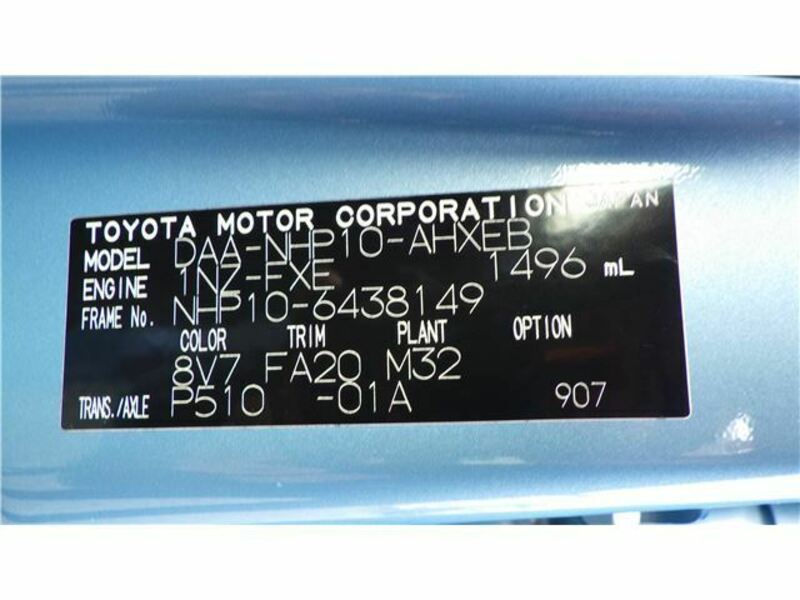 TOYOTA MOTOR CORPORATION JAPAN
MODEL DAA-NHP10-AHXEB
ENGINE 1NZ-FXE 1496 mL
FRAME No. NHP10-6438149
COLOR TRIM PLANT OPTION
8V7 FA20 M32
TRANS./AXLE P510 -01A 907